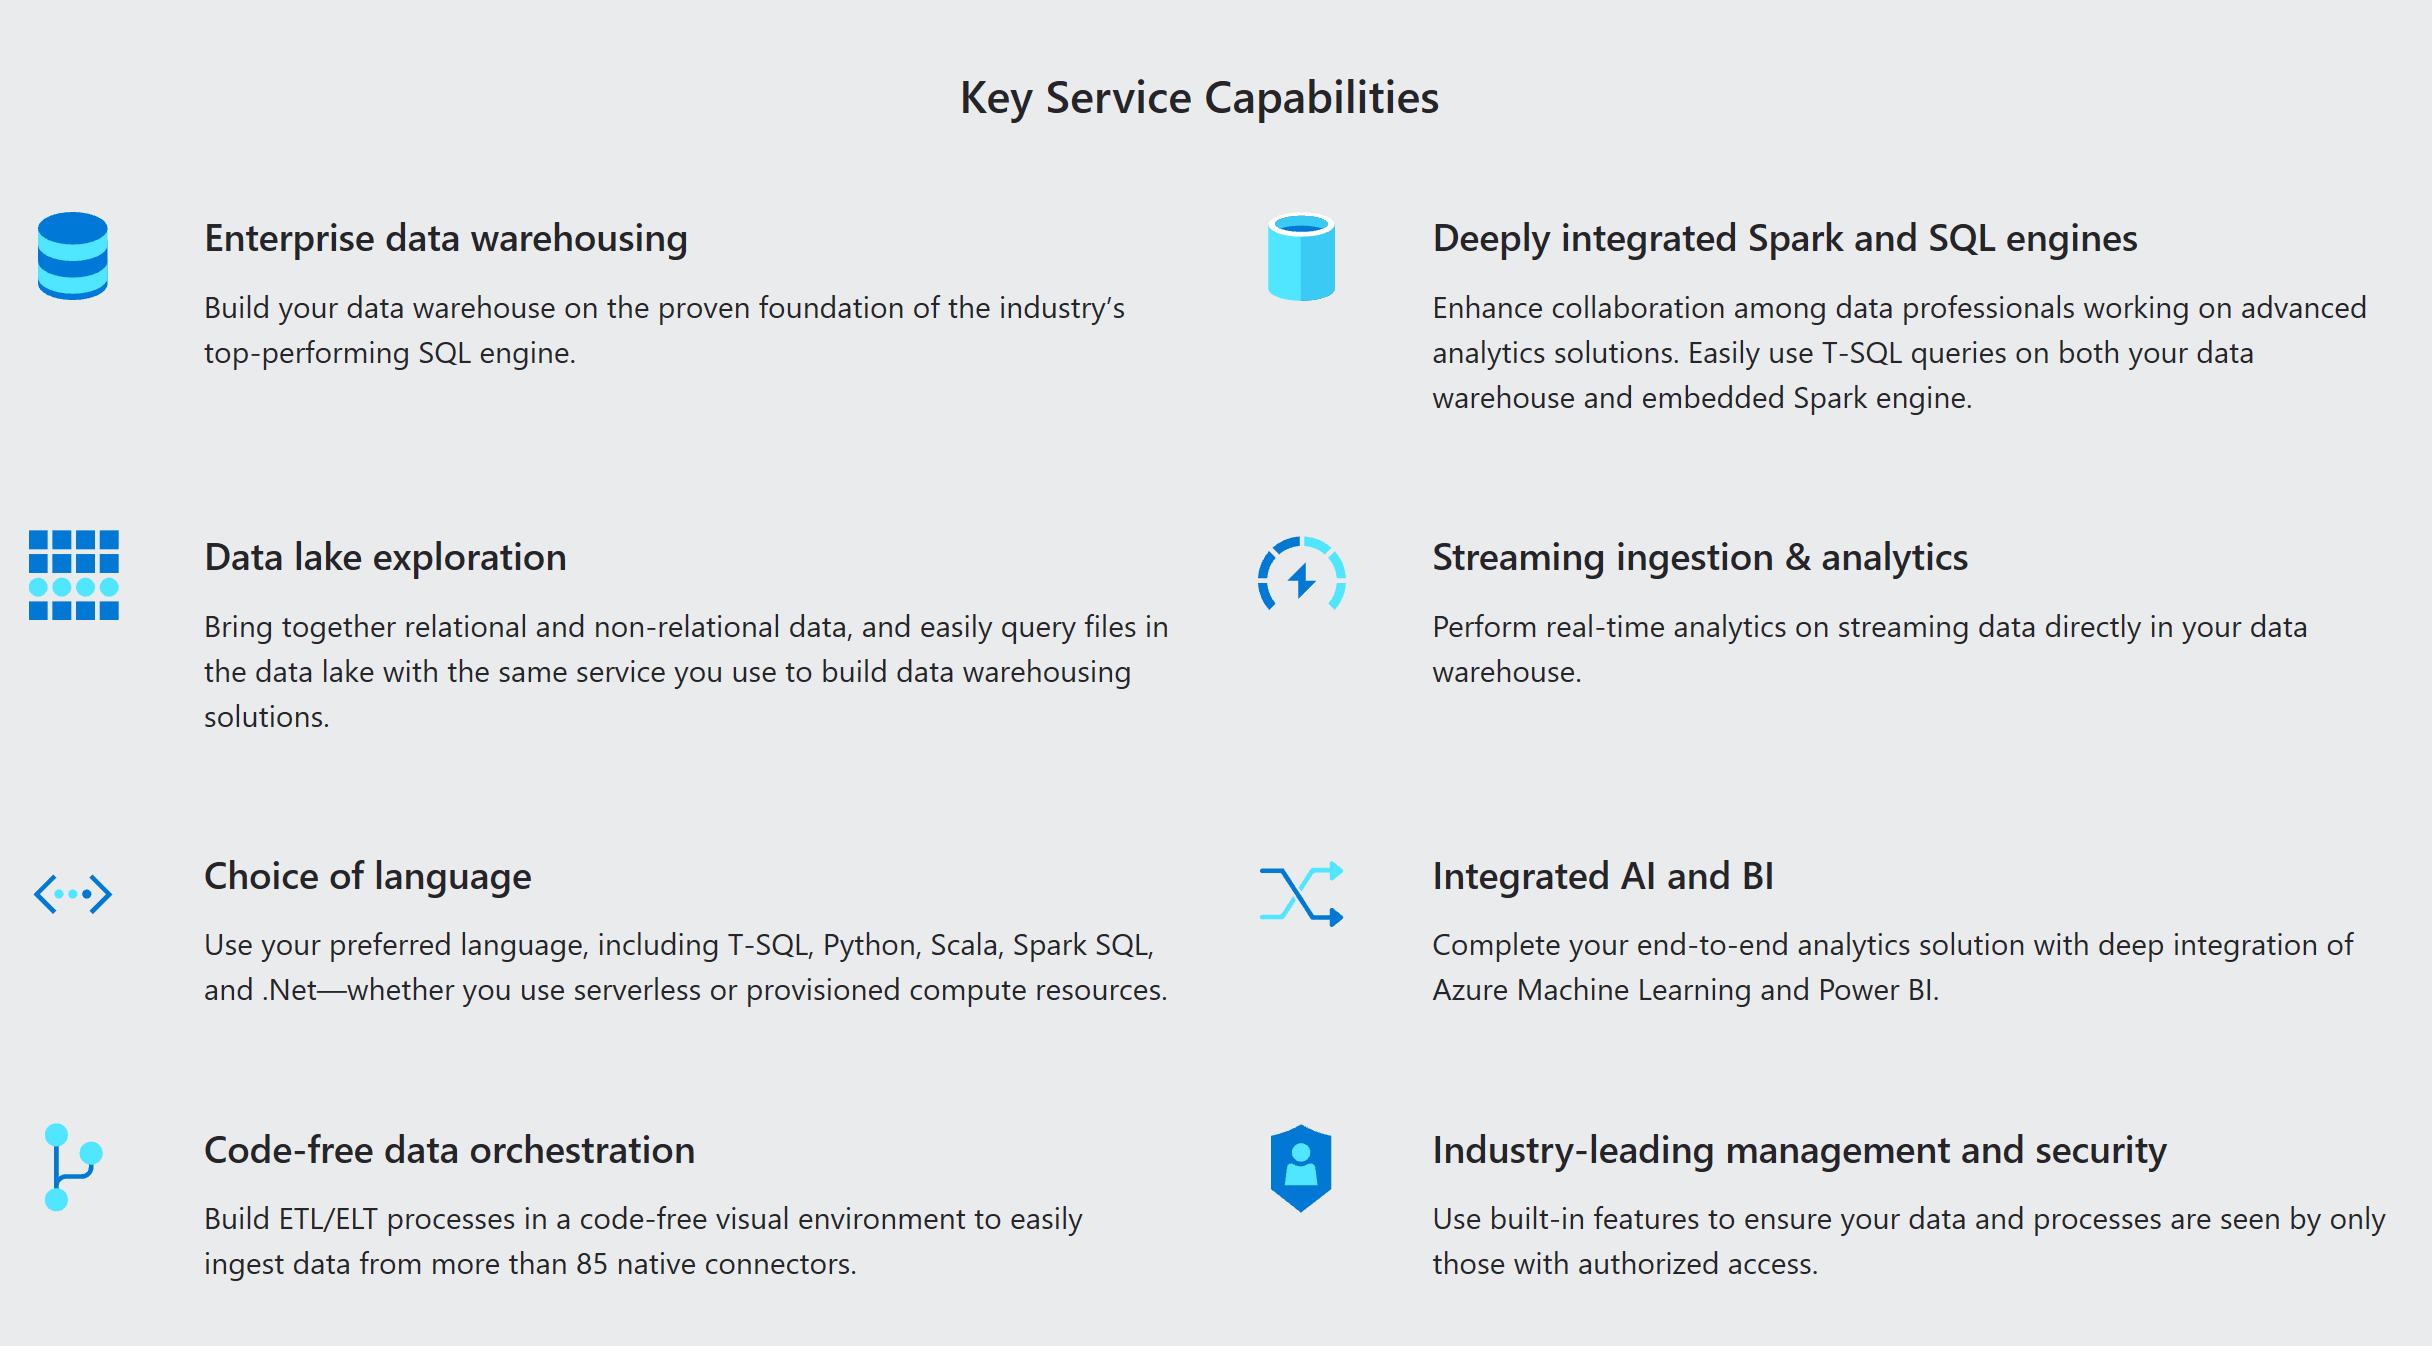 Key Service Capabilities
Enterprise data warehousing
Build your data warehouse on the proven foundation of the industry’s
top-performing SQL engine.
Deeply integrated Spark and SQL engines
Enhance collaboration among data professionals working on advanced
analytics solutions. Easily use T-SQL queries on both your data
warehouse and embedded Spark engine.
Data lake exploration
Bring together relational and non-relational data, and easily query files in
the data lake with the same service you use to build data warehousing
solutions.
Streaming ingestion & analytics
Perform real-time analytics on streaming data directly in your data
warehouse.
Choice of language
Use your preferred language, including T-SQL, Python, Scala, Spark SQL,
and .Net—whether you use serverless or provisioned compute resources.
Integrated AI and BI
Complete your end-to-end analytics solution with deep integration of
Azure Machine Learning and Power BI.
Code-free data orchestration
Build ETL/ELT processes in a code-free visual environment to easily
ingest data from more than 85 native connectors.
Industry-leading management and security
Use built-in features to ensure your data and processes are seen by only
those with authorized access.